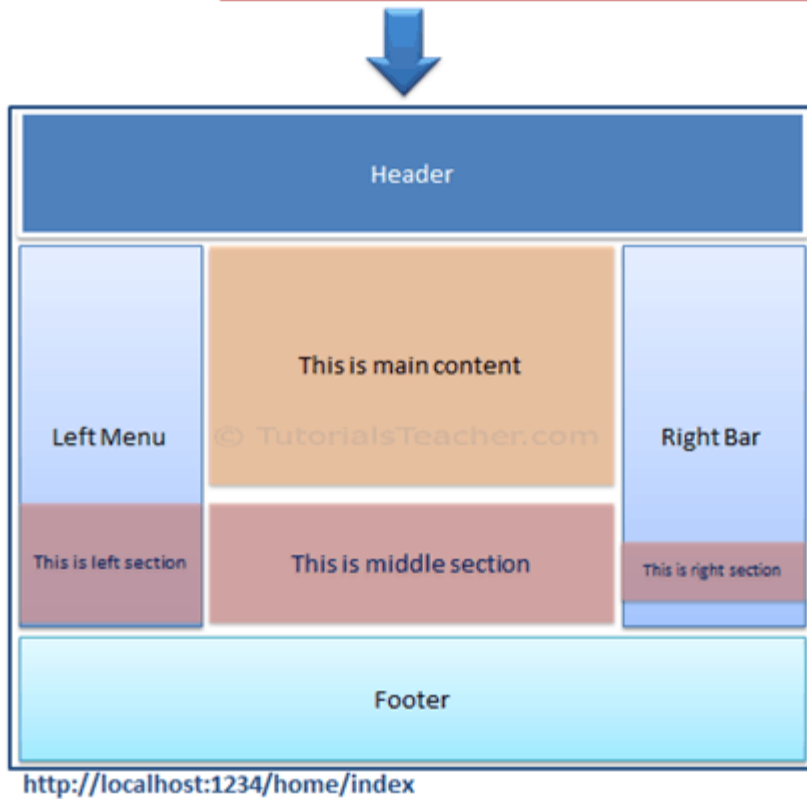 Header
This is main content
Left Menu
© TutorialsTeacher.com
Right Bar
This is left section
This is middle section
This is right section
Footer
http://localhost:1234/home/index